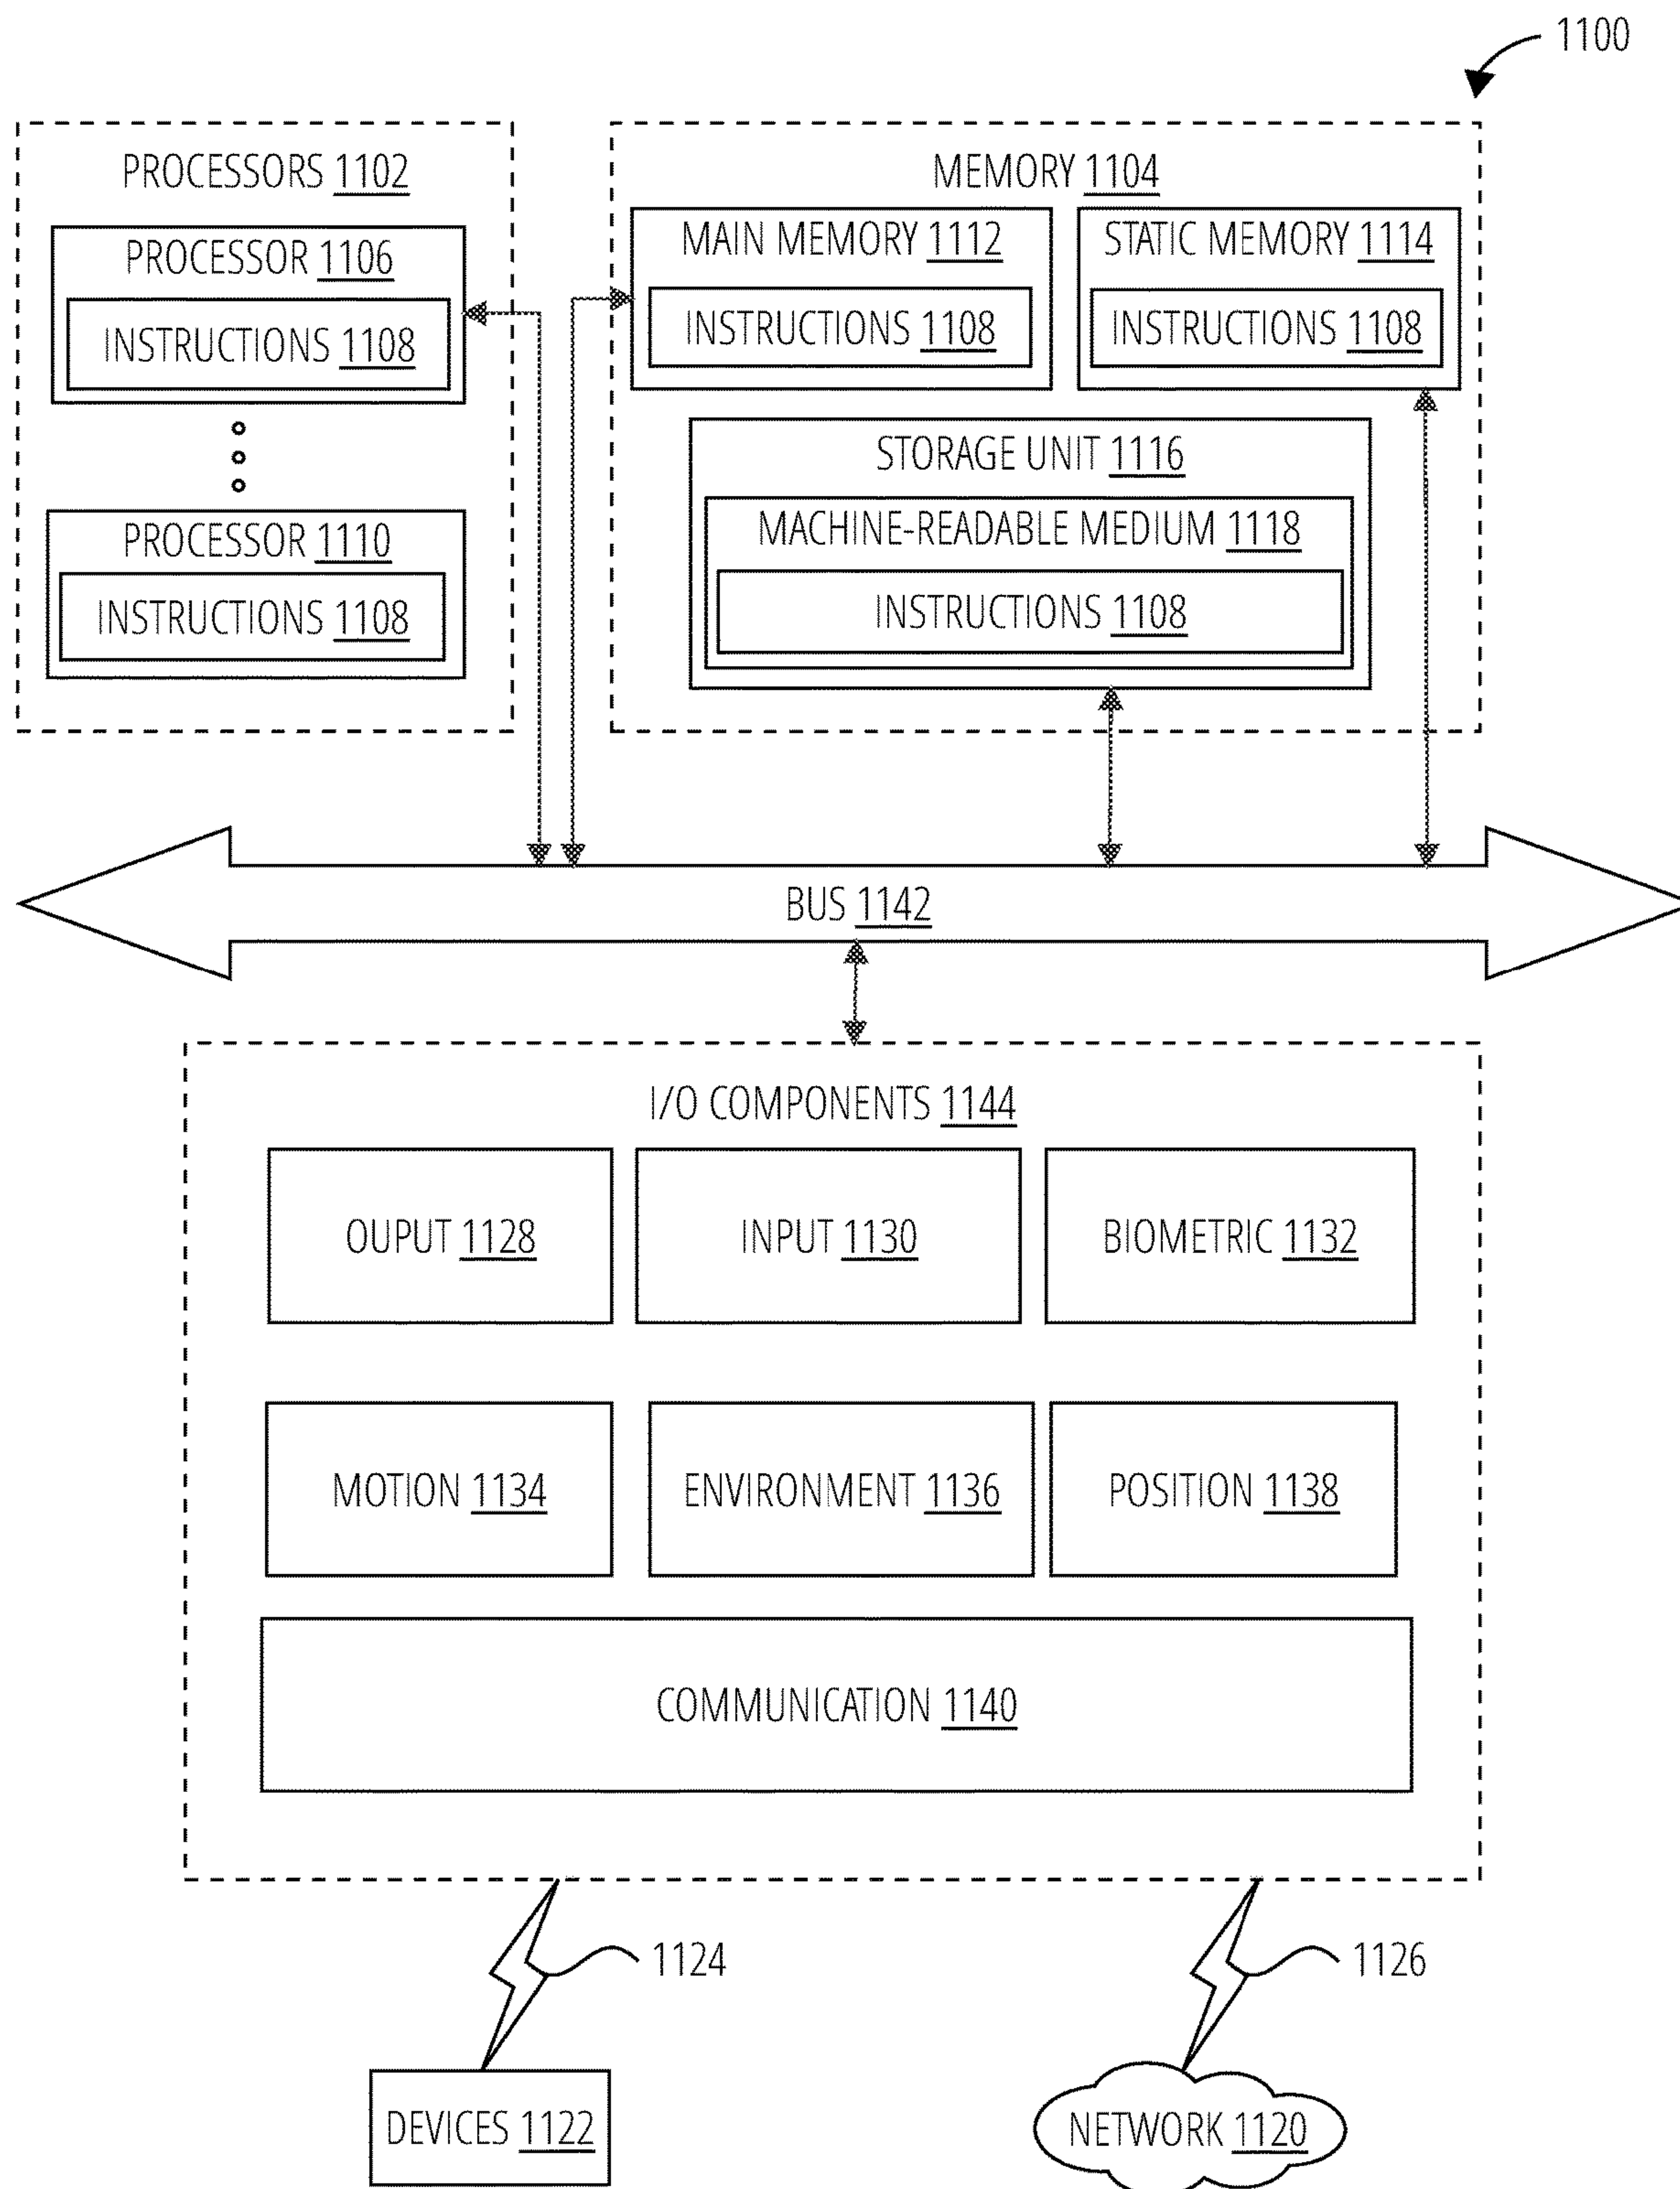 1100
PROCESSORS 1102
PROCESSOR 1106
INSTRUCTIONS 1108
PROCESSOR 1110
INSTRUCTIONS 1108
MEMORY 1104
MAIN MEMORY 1112
INSTRUCTIONS 1108
STATIC MEMORY 1114
INSTRUCTIONS 1108
STORAGE UNIT 1116
MACHINE-READABLE MEDIUM 1118
INSTRUCTIONS 1108
BUS 1142
I/O COMPONENTS 1144
OUPUT 1128
INPUT 1130
BIOMETRIC 1132
MOTION 1134
ENVIRONMENT 1136
POSITION 1138
COMMUNICATION 1140
1124
1126
DEVICES 1122
NETWORK 1120